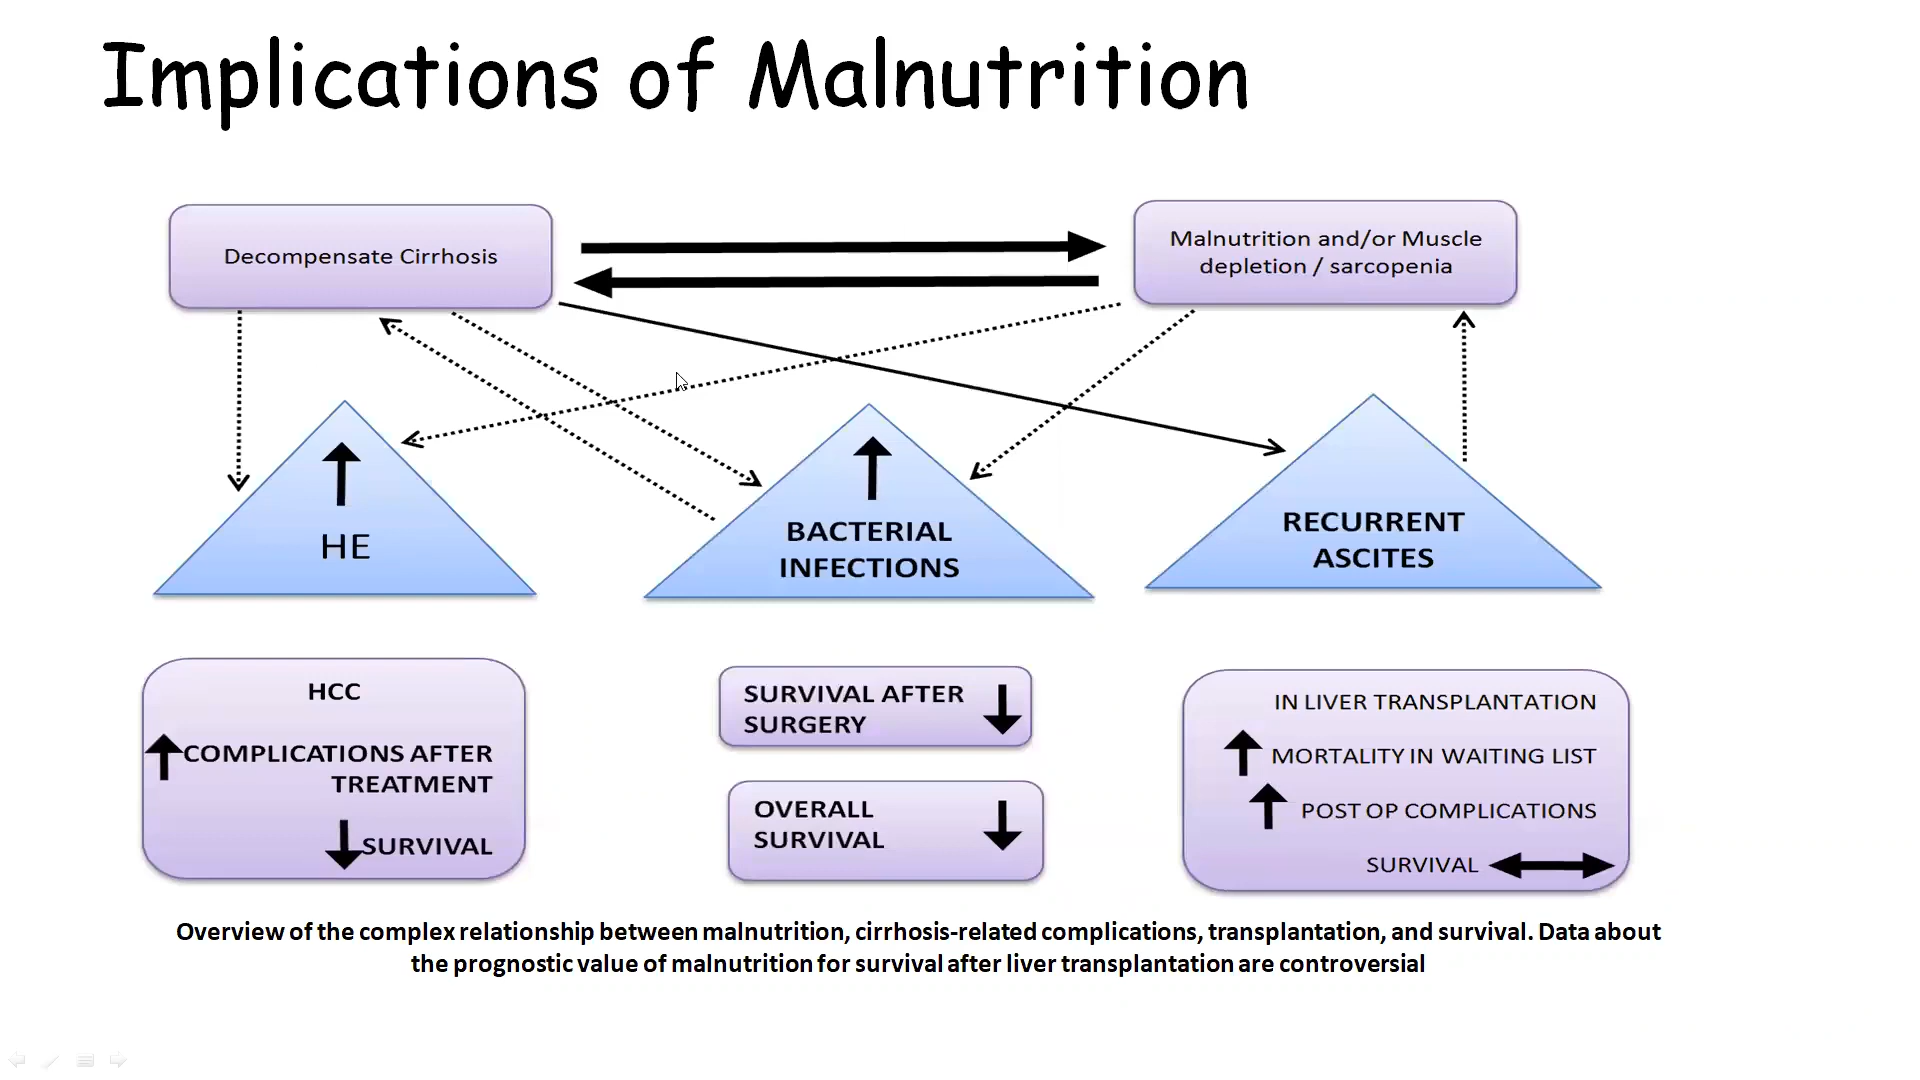 Implications of Malnutrition
Decompensate Cirrhosis
Malnutrition and/or Muscle
depletion / sarcopenia
HE
BACTERIAL
INFECTIONS
RECURRENT
ASCITES
HCC
COMPLICATIONS AFTER
TREATMENT
SURVIVAL
SURVIVAL AFTER
SURGERY
OVERALL
SURVIVAL
IN LIVER TRANSPLANTATION
MORTALITY IN WAITING LIST
POST OP COMPLICATIONS
SURVIVAL
Overview of the complex relationship between malnutrition, cirrhosis-related complications, transplantation, and survival. Data about
the prognostic value of malnutrition for survival after liver transplantation are controversial